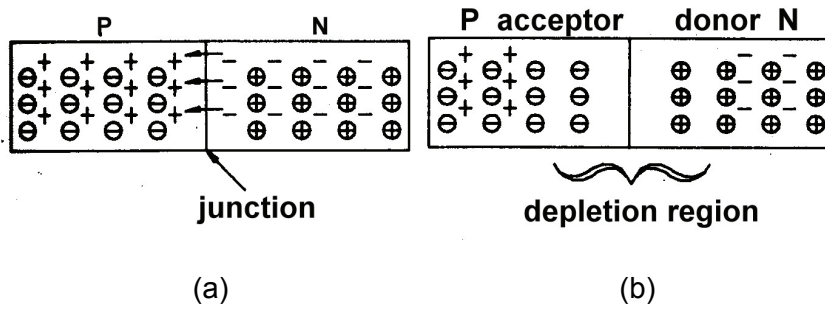 P N
P acceptor donor N
junction
depletion region
(a)
(b)